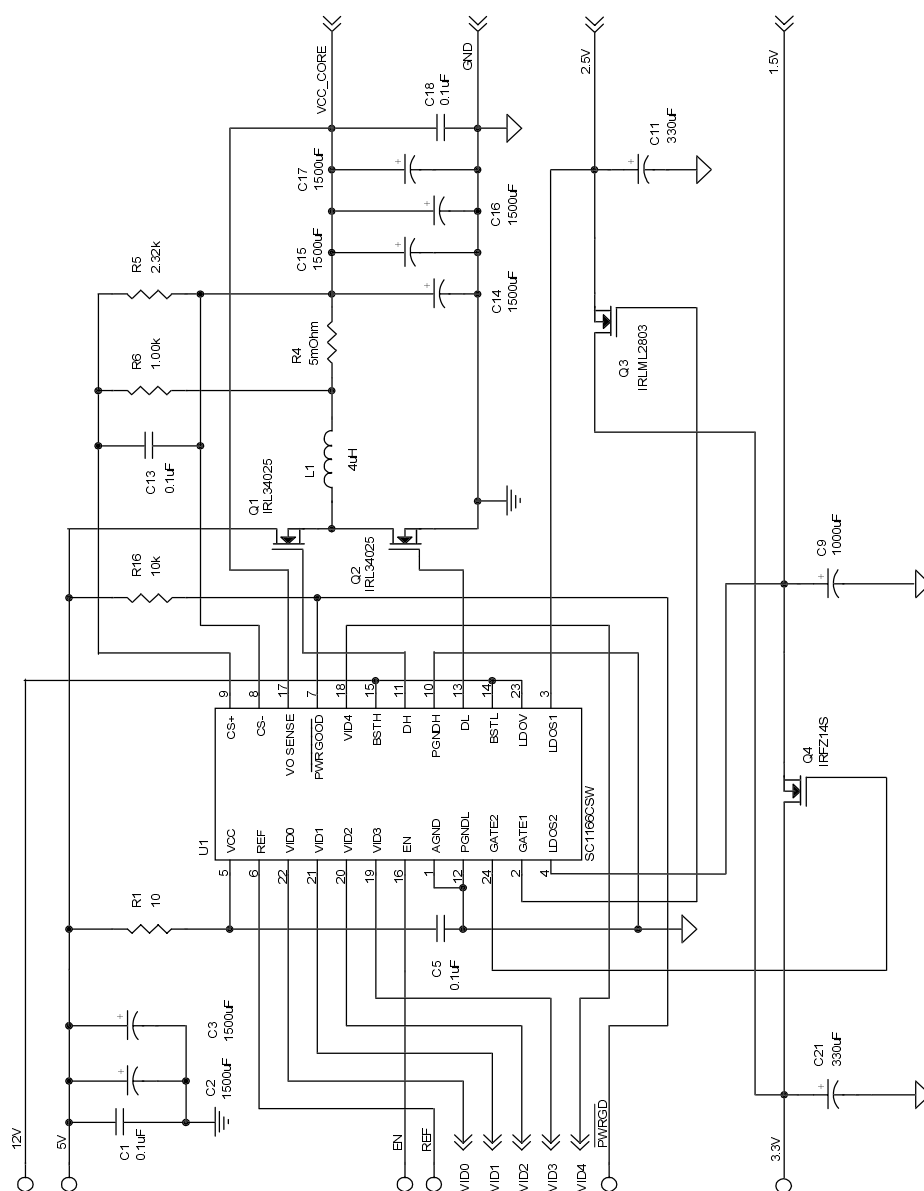 VCC_CORE
GND
2.5V
1.5V
C18
0.1uF
C17
1500uF
C16
1500uF
C15
1500uF
C14
1500uF
C11
330uF
R5
2.32k
R6
1.00k
C13
0.1uF
R4
5mOhm
L1
4uH
Q3
IRLML2803
Q1
IRL34025
Q2
IRL34025
R16
10k
C9
1000uF
9
8
17
7
18
15
11
10
13
14
23
3
CS+
CS-
VOSENSE
PWRGOOD
VID4
BSTH
DH
PGNDH
DL
BSTL
LDOV
LDOS1
Q4
IRFZ14S
U1
VCC
REF
VID0
VID1
VID2
VID3
EN
AGND
PGNDL
GATE2
GATE1
LDOS2
SC1166CSW
5
6
22
21
20
19
16
1
12
24
2
4
R1
10
C5
0.1uF
C3
1500uF
C2
1500uF
C1
0.1uF
C21
330uF
12V
5V
EN
REF
VID0
VID1
VID2
VID3
VID4
PWRGD
3.3V
+
+
+
+
+
+
+
+
+